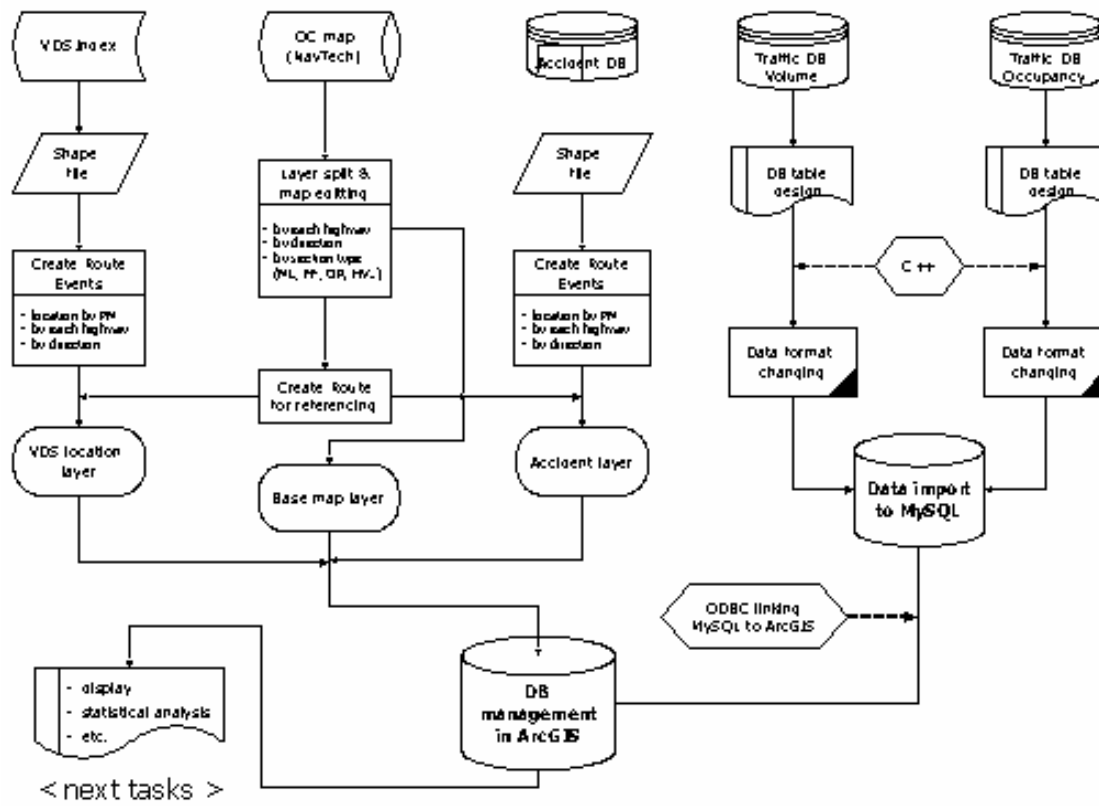 VDS Index
OC map
(NavTech)
Accident DB
Traffic DB
Volume
Traffic DB
Occupancy
Shape
file
Layer split &
map editting
- by each highway
- by direction
- by section type
(ML, FF, OR, HV..)
Shape
file
DB table
design
DB table
design
Create Route
Events
- location by PM
- by each highway
- by direction
Create Route
Events
- location by PM
- by each highway
- by direction
C ++
Data format
changing
Data format
changing
Create Route
for referencing
VDS location
layer
Base map layer
Accident layer
Data import
to MySQL
ODBC linking
MySQL to ArcGIS
DB
management
in ArcGIS
- display
- statistical analysis
- etc.
< next tasks >